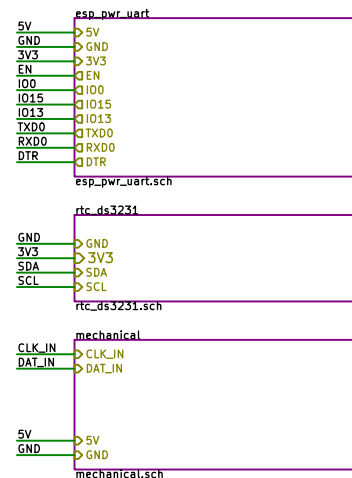 esp_pwr_uart
5V 5V
GND GND
3V3 3V3
EN EN
IO0 IO0
IO15 IO15
IO13 IO13
TXD0 TXD0
RXD0 RXD0
DTR DTR
esp_pwr_uart.sch
rtc_ds3231
GND GND
3V3 3V3
SDA SDA
SCL SCL
rtc_ds3231.sch
mechanical
CLK_IN CLK_IN
DAT_IN DAT_IN
5V 5V
GND GND
mechanical.sch